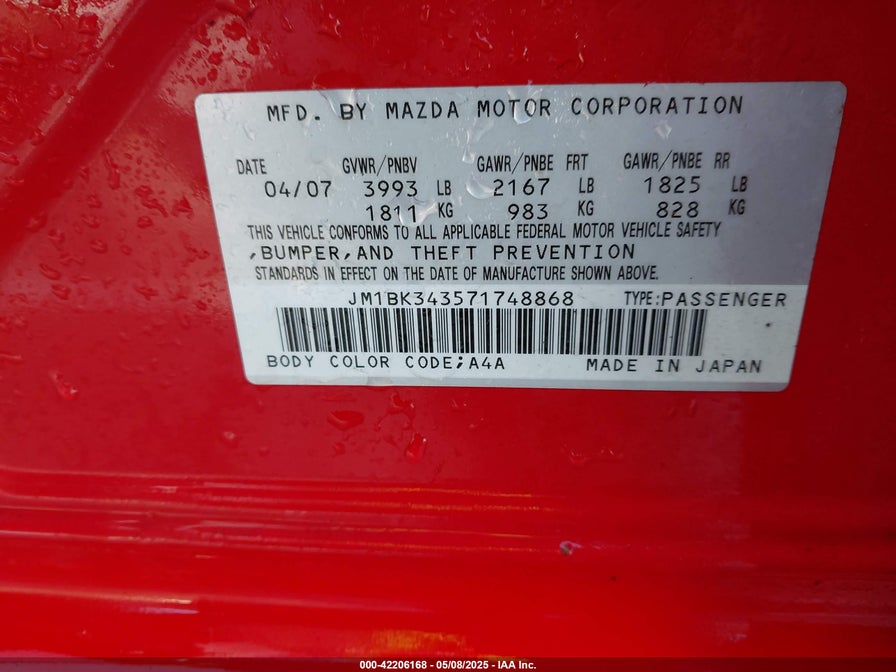 MFD. BY MAZDA MOTOR CORPORATION
DATE GVWR/PNBV GAWR/PNBE FRT GAWR/PNBE RR
04/07 3993 LB 2167 LB 1825 LB
1811 KG 983 KG 828 KG
THIS VEHICLE CONFORMS TO ALL APPLICABLE FEDERAL MOTOR VEHICLE SAFETY
,BUMPER,AND THEFT PREVENTION
STANDARDS IN EFFECT ON THE DATE OF MANUFACTURE SHOWN ABOVE.
JM1BK343571748868 TYPE:PASSENGER
BODY COLOR CODE;A4A MADE IN JAPAN
000-42206168 - 05/08/2025 - IAA Inc.